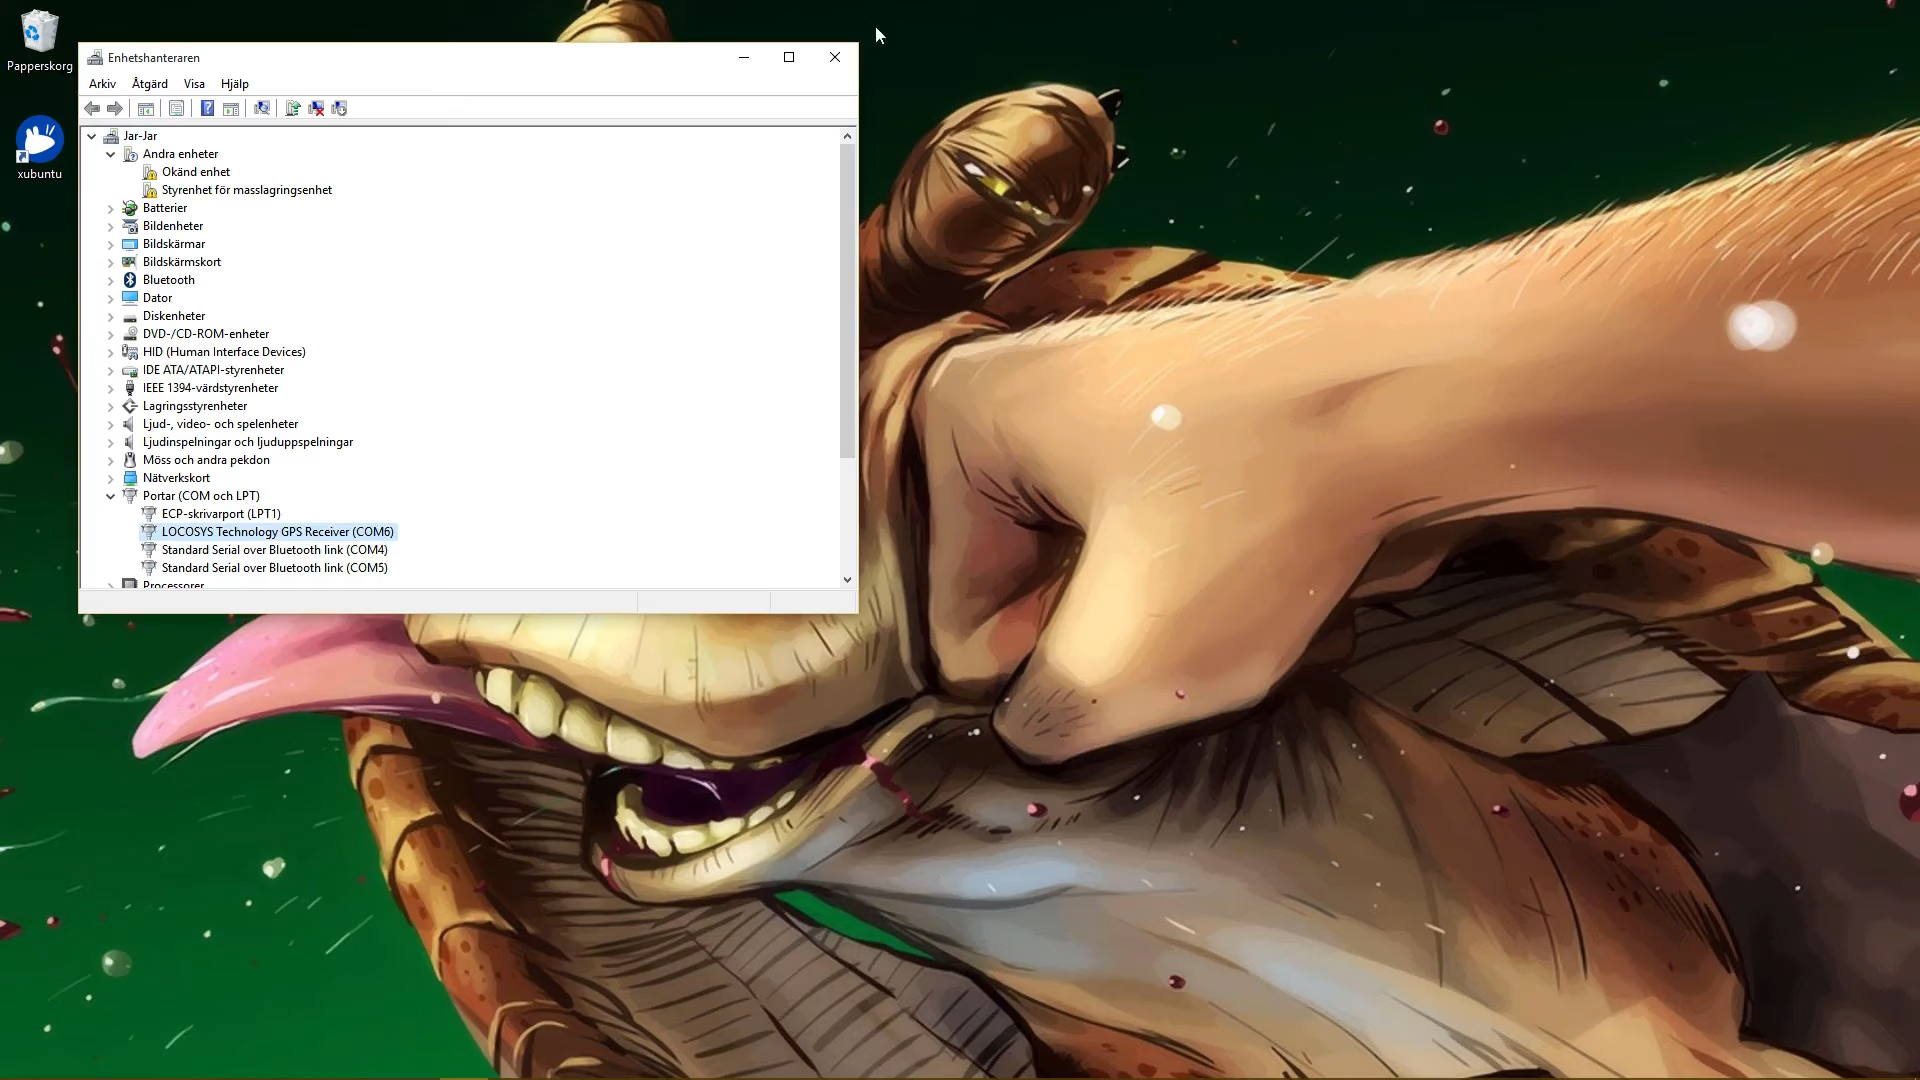 Papperskorg
xubuntu
Enhetshanteraren
Arkiv Åtgärd Visa Hjälp
Jar-Jar
Andra enheter
Okänd enhet
Styrenhet för masslagringsenhet
Batterier
Bildenheter
Bildskärmar
Bildskärmskort
Bluetooth
Dator
Diskenheter
DVD-/CD-ROM-enheter
HID (Human Interface Devices)
IDE ATA/ATAPI-styrenheter
IEEE 1394-värdstyrenheter
Lagringsstyrenheter
Ljud-, video- och spelenheter
Ljudinspelningar och ljuduppspelningar
Möss och andra pekdon
Nätverkskort
Portar (COM och LPT)
ECP-skrivarport (LPT1)
LOCOSYS Technology GPS Receiver (COM6)
Standard Serial over Bluetooth link (COM4)
Standard Serial over Bluetooth link (COM5)
Processorer